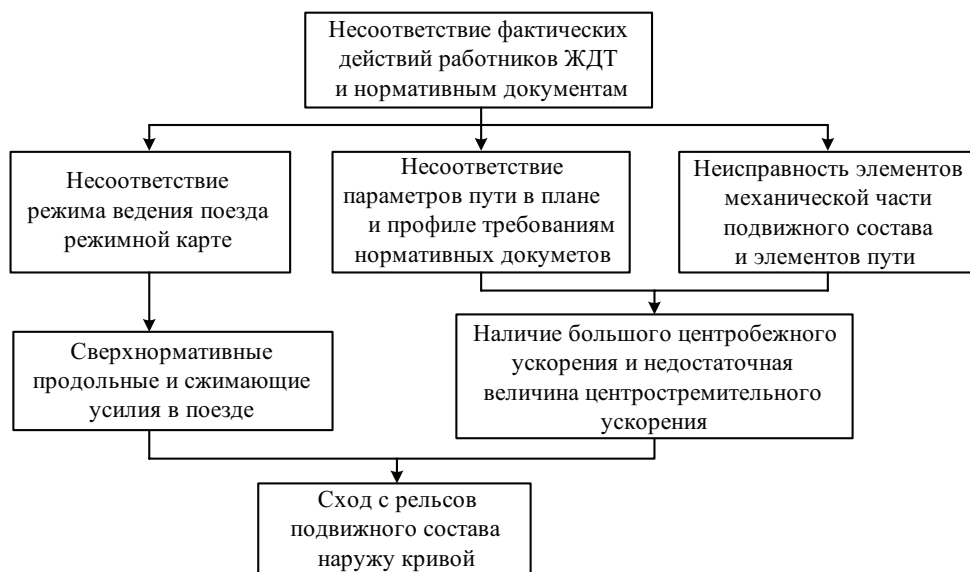 Несоответствие фактических
действий работников ЖДТ
и нормативным документам
Несоответствие
режима ведения поезда
режимной карте
Несоответствие
параметров пути в плане
и профиле требованиям
нормативных докуметов
Неисправность элементов
механической части
подвижного состава
и элементов пути
Сверхнормативные
продольные и сжимающие
усилия в поезде
Наличие большого центробежного
ускорения и недостаточная
величина центростремительного
ускорения
Сход с рельсов
подвижного состава
наружу кривой